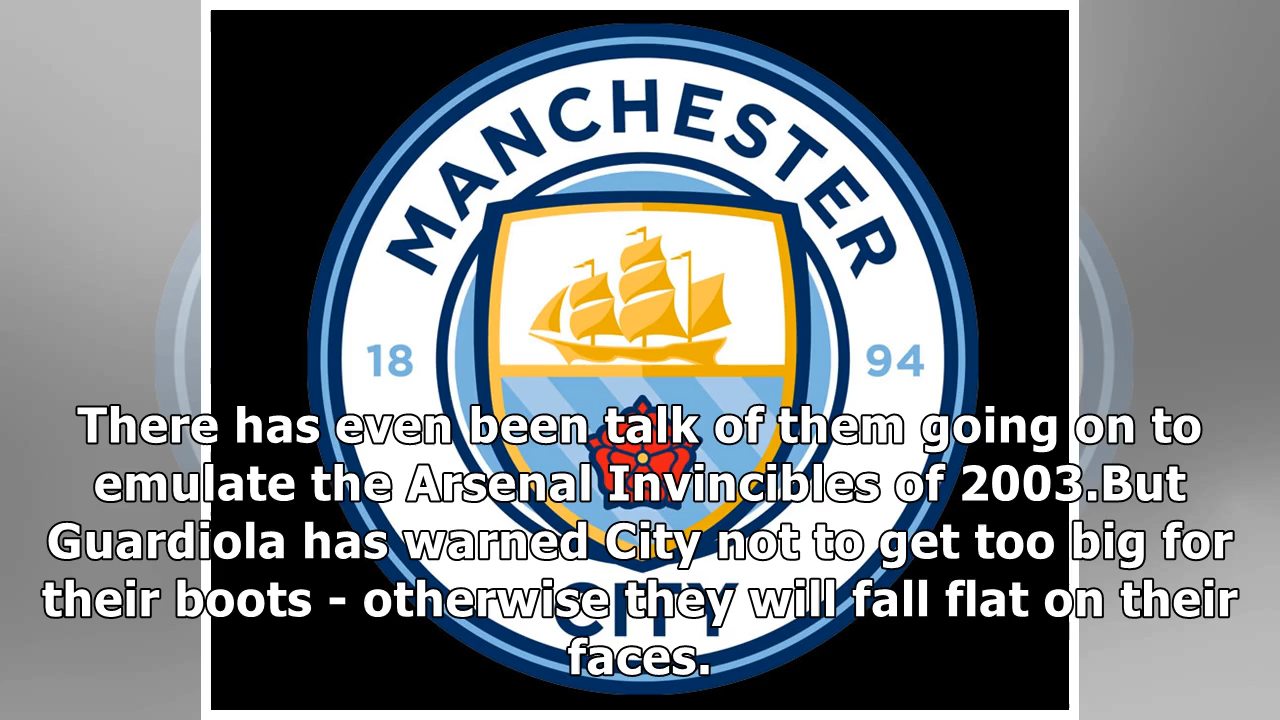 MANCHESTER
18 94
There has even been talk of them going on to
emulate the Arsenal Invincibles of 2003.But
Guardiola has warned City not to get too big for
their boots - otherwise they will fall flat on their
faces.
CITY